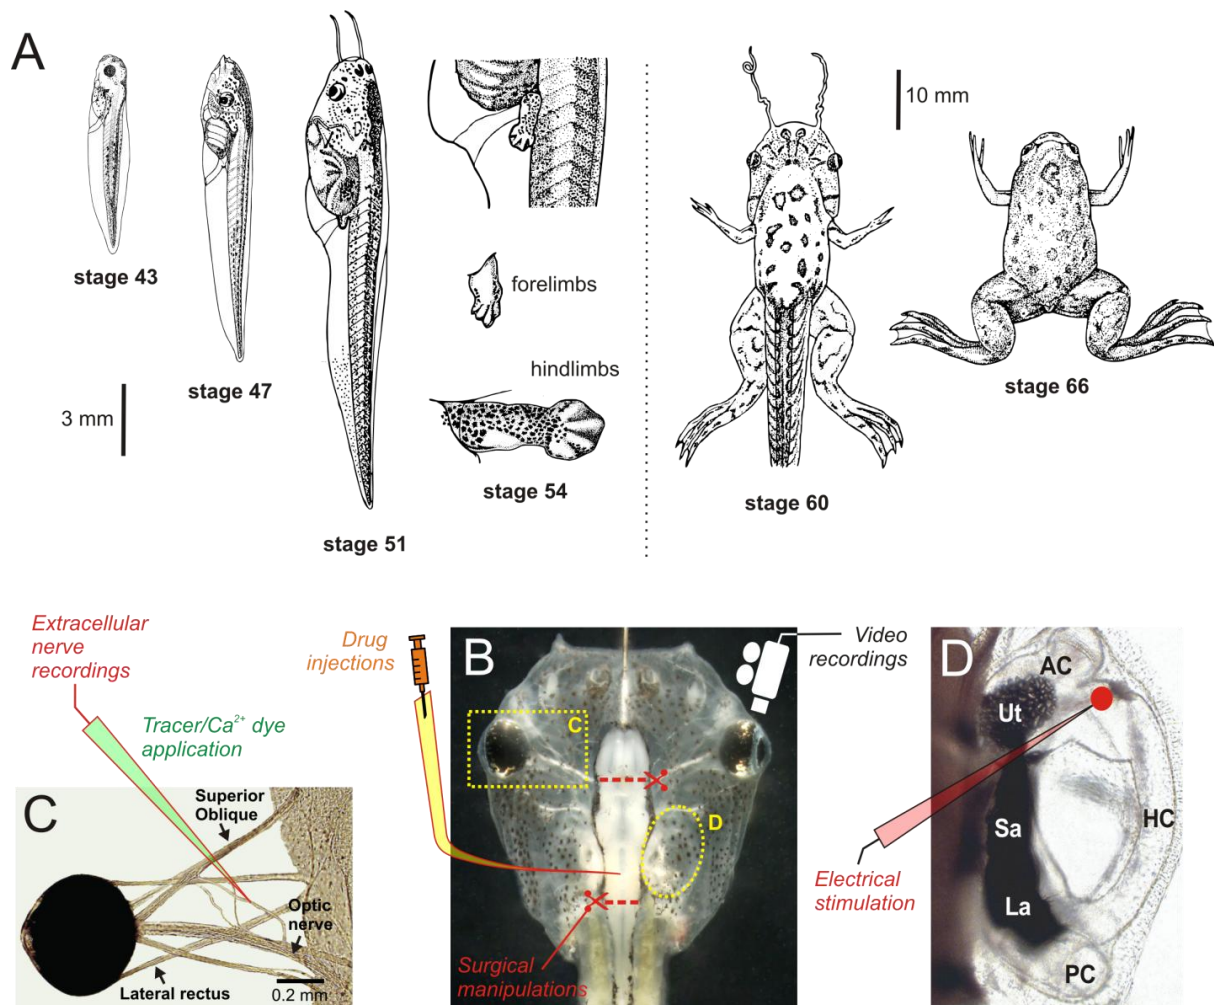 A
stage 43
3 mm
stage 47
stage 51
forelimbs
hindlimbs
stage 54
10 mm
stage 60
stage 66
Extracellular
nerve
recordings
Tracer/Ca²⁺ dye
application
C
Superior
Oblique
Optic
nerve
Lateral rectus
0.2 mm
Drug
injections
B
C
D
Video
recordings
Surgical
manipulations
D
AC
Ut
Sa
HC
La
PC
Electrical
stimulation